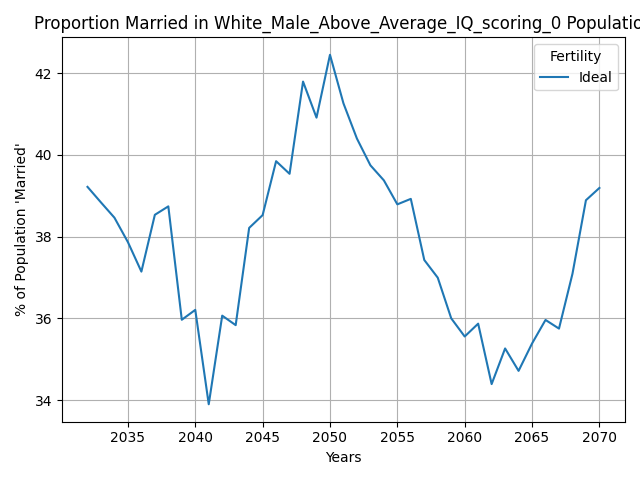 Proportion Married in White_Male_Above_Average_IQ_scoring_0 Populatio
Fertility
Ideal
% of Population 'Married'
42
40
38
36
34
2035 2040 2045 2050 2055 2060 2065 2070
Years